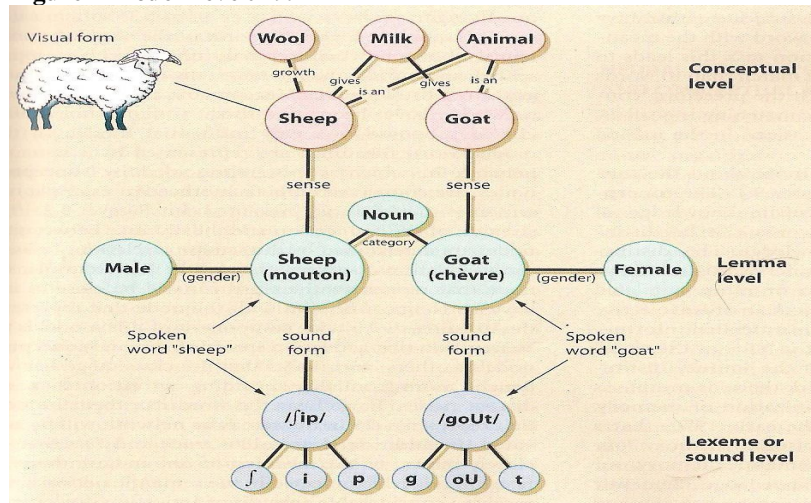 Visual form
Wool
Milk
Animal
growth
gives
is an
gives
is an
Conceptual
level
Sheep
Goat
sense
sense
Noun
category
Male
(gender)
Sheep
(mouton)
Goat
(chèvre)
(gender)
Female
Lemma
level
Spoken
word "sheep"
sound
form
sound
form
Spoken
word "goat"
/ʃip/
/goUt/
Lexeme or
sound level
ʃ
i
p
g
oU
t